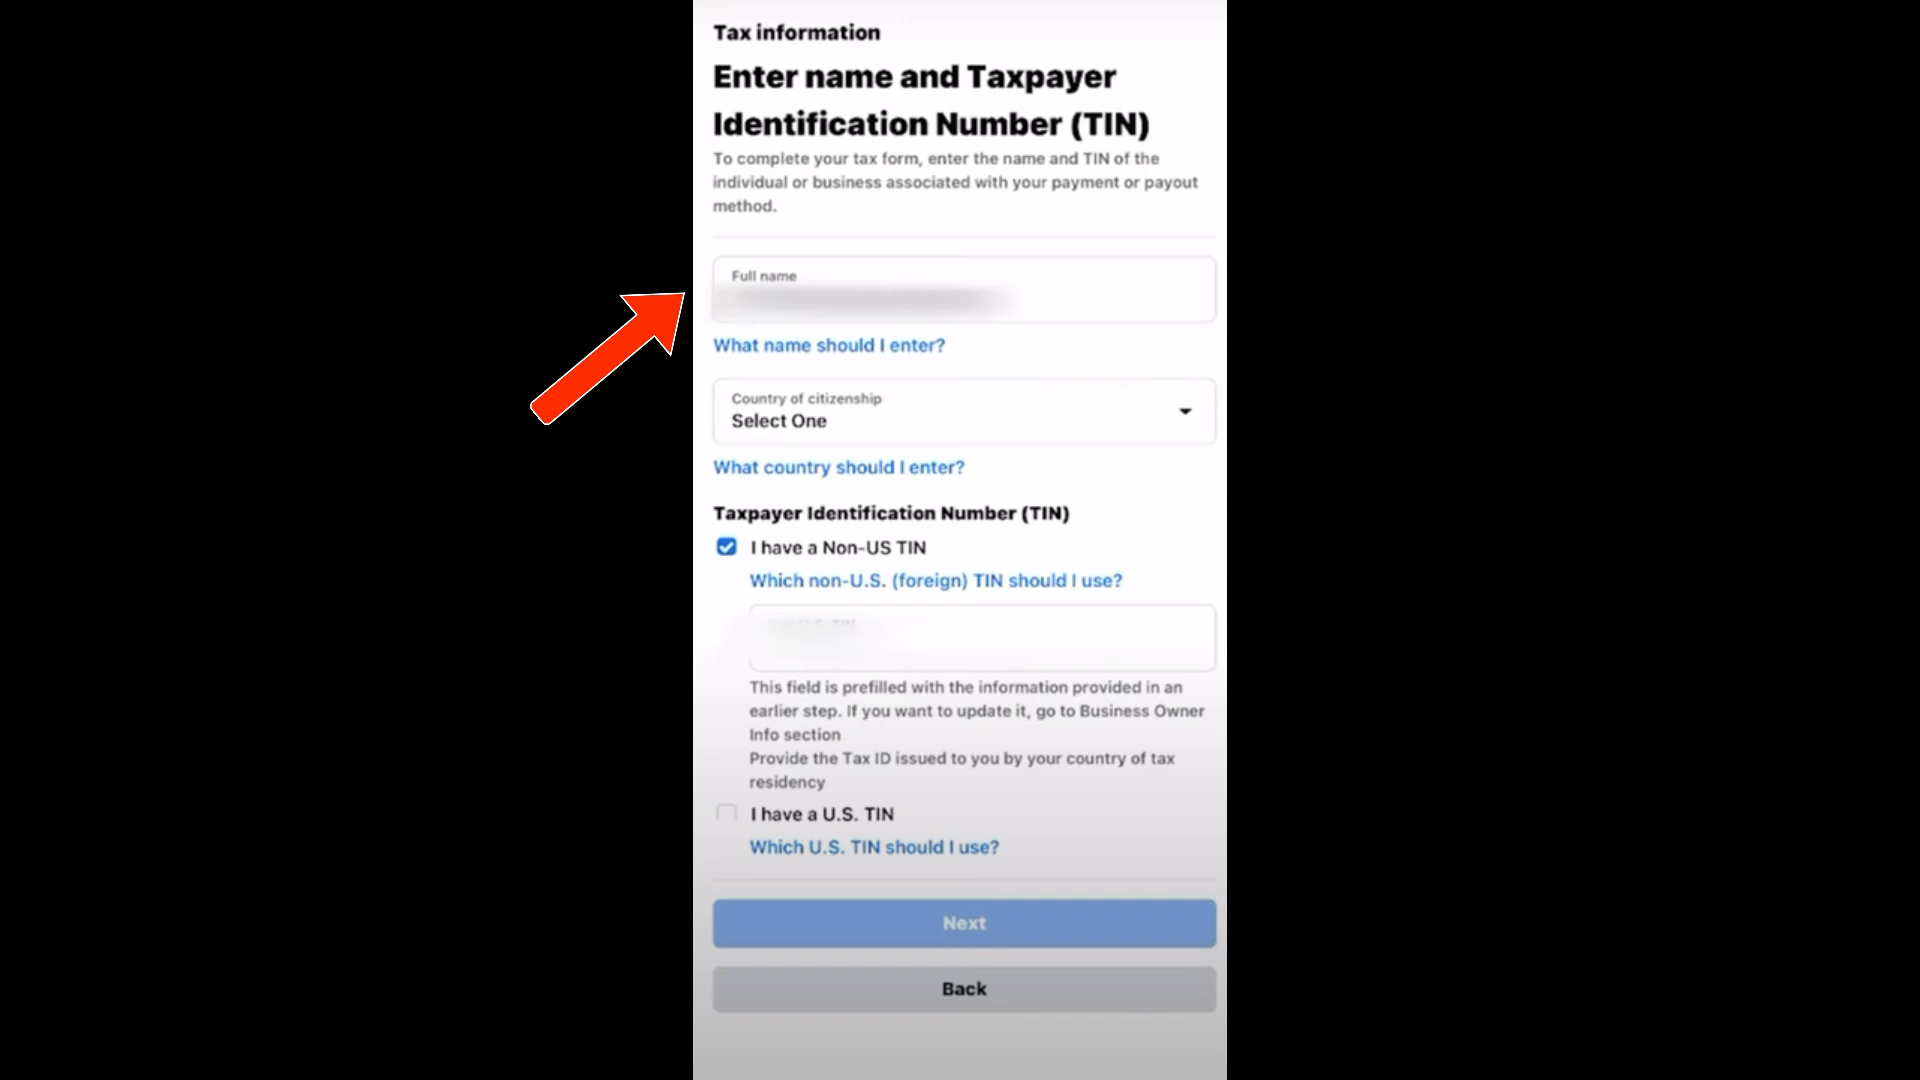 Tax information
Enter name and Taxpayer
Identification Number (TIN)
To complete your tax form, enter the name and TIN of the
individual or business associated with your payment or payout
method.
Full name
What name should I enter?
Country of citizenship
Select One
What country should I enter?
Taxpayer Identification Number (TIN)
I have a Non-US TIN
Which non-U.S. (foreign) TIN should I use?
This field is prefilled with the information provided in an
earlier step. If you want to update it, go to Business Owner
Info section
Provide the Tax ID issued to you by your country of tax
residency
I have a U.S. TIN
Which U.S. TIN should I use?
Next
Back